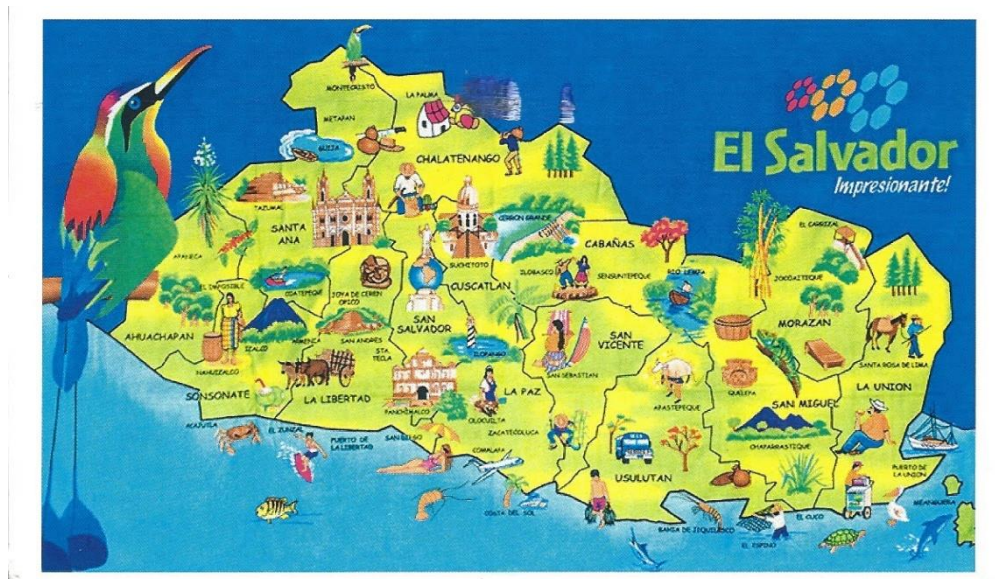 El Salvador
Impresionante!
MONTECRISTO
LA PALMA
METAPAN
GÜIJA
CHALATENANGO
TAZUMAL
SANTA
ANA
CERRON GRANDE
CABAÑAS
EL CARRIZAL
APANECA
SUCHITOTO
ILOBASCO
SENSUNTEPEQUE
RIO LEMPA
JOCOAITIQUE
EL IMPOSIBLE
COATEPEQUE
JOYA DE CEREN
OPICO
CUSCATLAN
AHUACHAPAN
IZALCO
ARMENIA
SAN ANDRES
SAN
SALVADOR
STA.
TECLA
ILOPANGO
SAN
VICENTE
MORAZAN
SANTA ROSA DE LIMA
NAHUIZALCO
SAN SEBASTIAN
QUELEPA
SONSONATE
LA LIBERTAD
PANCHIMALCO
LA PAZ
APASTEPEQUE
SAN MIGUEL
LA UNION
ACAJUTLA
EL ZUNZAL
PUERTO DE
LA LIBERTAD
SAN DIEGO
OLOCUILTA
ZACATECOLUCA
COMALAPA
CHAPARRASTIQUE
USULUTAN
PUERTO DE
LA UNION
COSTA DEL SOL
BAHIA DE JIQUILISCO
EL ESPINO
EL CUCO
MEANGUERA